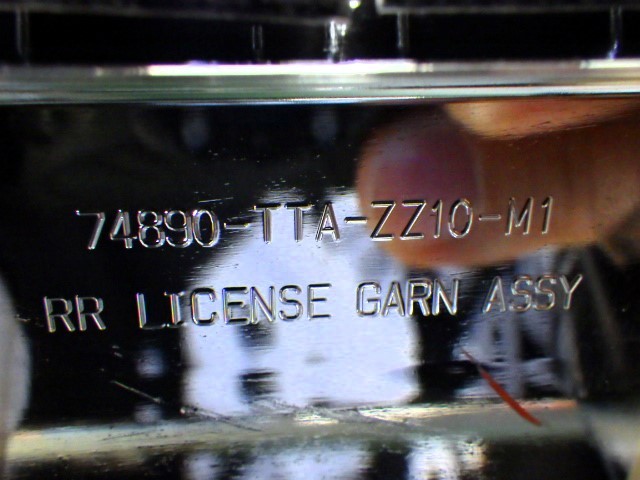 74890-TTA-ZZ10-M1
RR LICENSE GARN ASSY